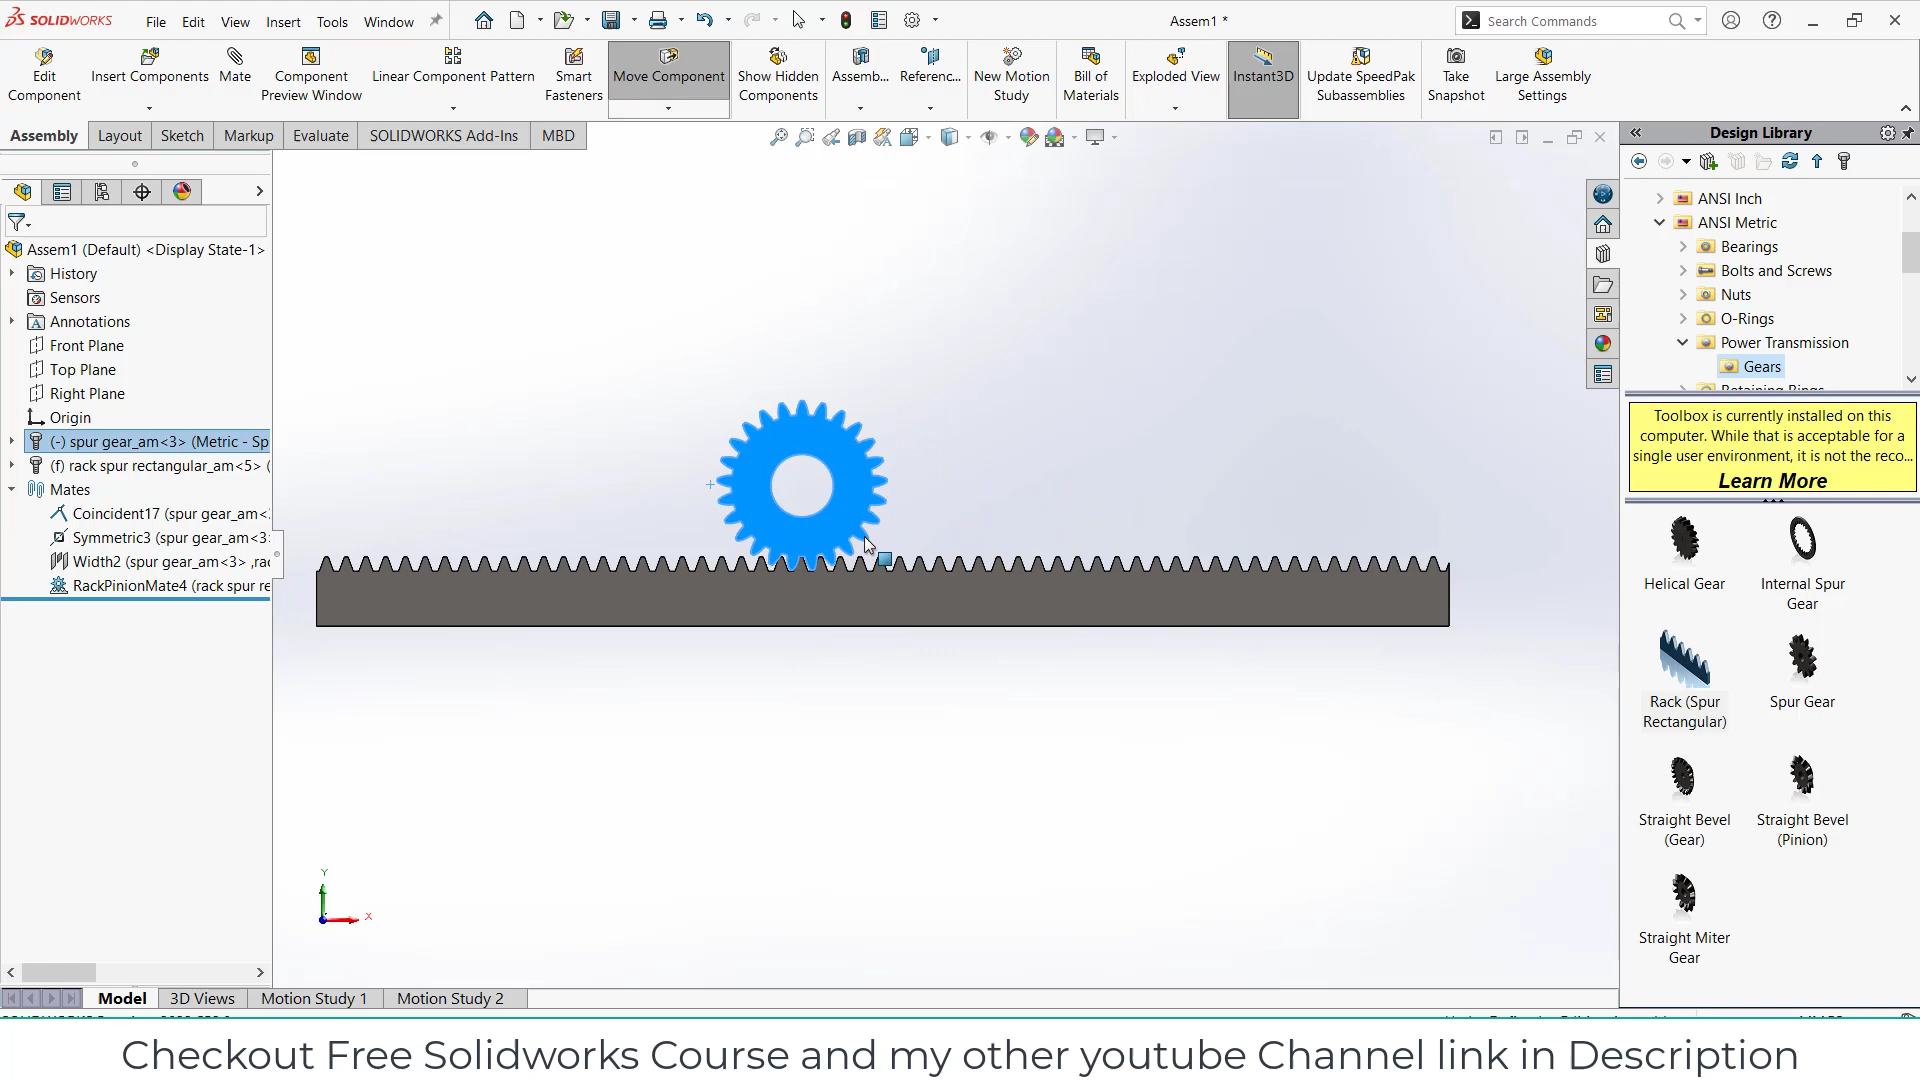 SOLIDWORKS File Edit View Insert Tools Window Assem1 * Search Commands
Edit Component
Insert Components
Mate
Component Preview Window
Linear Component Pattern
Smart Fasteners
Move Component
Show Hidden Components
Assemb...
Referenc...
New Motion Study
Bill of Materials
Exploded View
Instant3D
Update SpeedPak Subassemblies
Take Snapshot
Large Assembly Settings
Assembly Layout Sketch Markup Evaluate SOLIDWORKS Add-Ins MBD
Assem1 (Default) <Display State-1>
History
Sensors
Annotations
Front Plane
Top Plane
Right Plane
Origin
(-) spur gear_am<3> (Metric - Sp
(f) rack spur rectangular_am<5> (
Mates
Coincident17 (spur gear_am<
Symmetric3 (spur gear_am<3
Width2 (spur gear_am<3> ,ra
RackPinionMate4 (rack spur re
Y
X
Design Library
ANSI Inch
ANSI Metric
Bearings
Bolts and Screws
Nuts
O-Rings
Power Transmission
Gears
Retaining Rings
Toolbox is currently installed on this
computer. While that is acceptable for a
single user environment, it is not the reco...
Learn More
Helical Gear
Internal Spur Gear
Rack (Spur Rectangular)
Spur Gear
Straight Bevel (Gear)
Straight Bevel (Pinion)
Straight Miter Gear
Model 3D Views Motion Study 1 Motion Study 2
Checkout Free Solidworks Course and my other youtube Channel link in Description